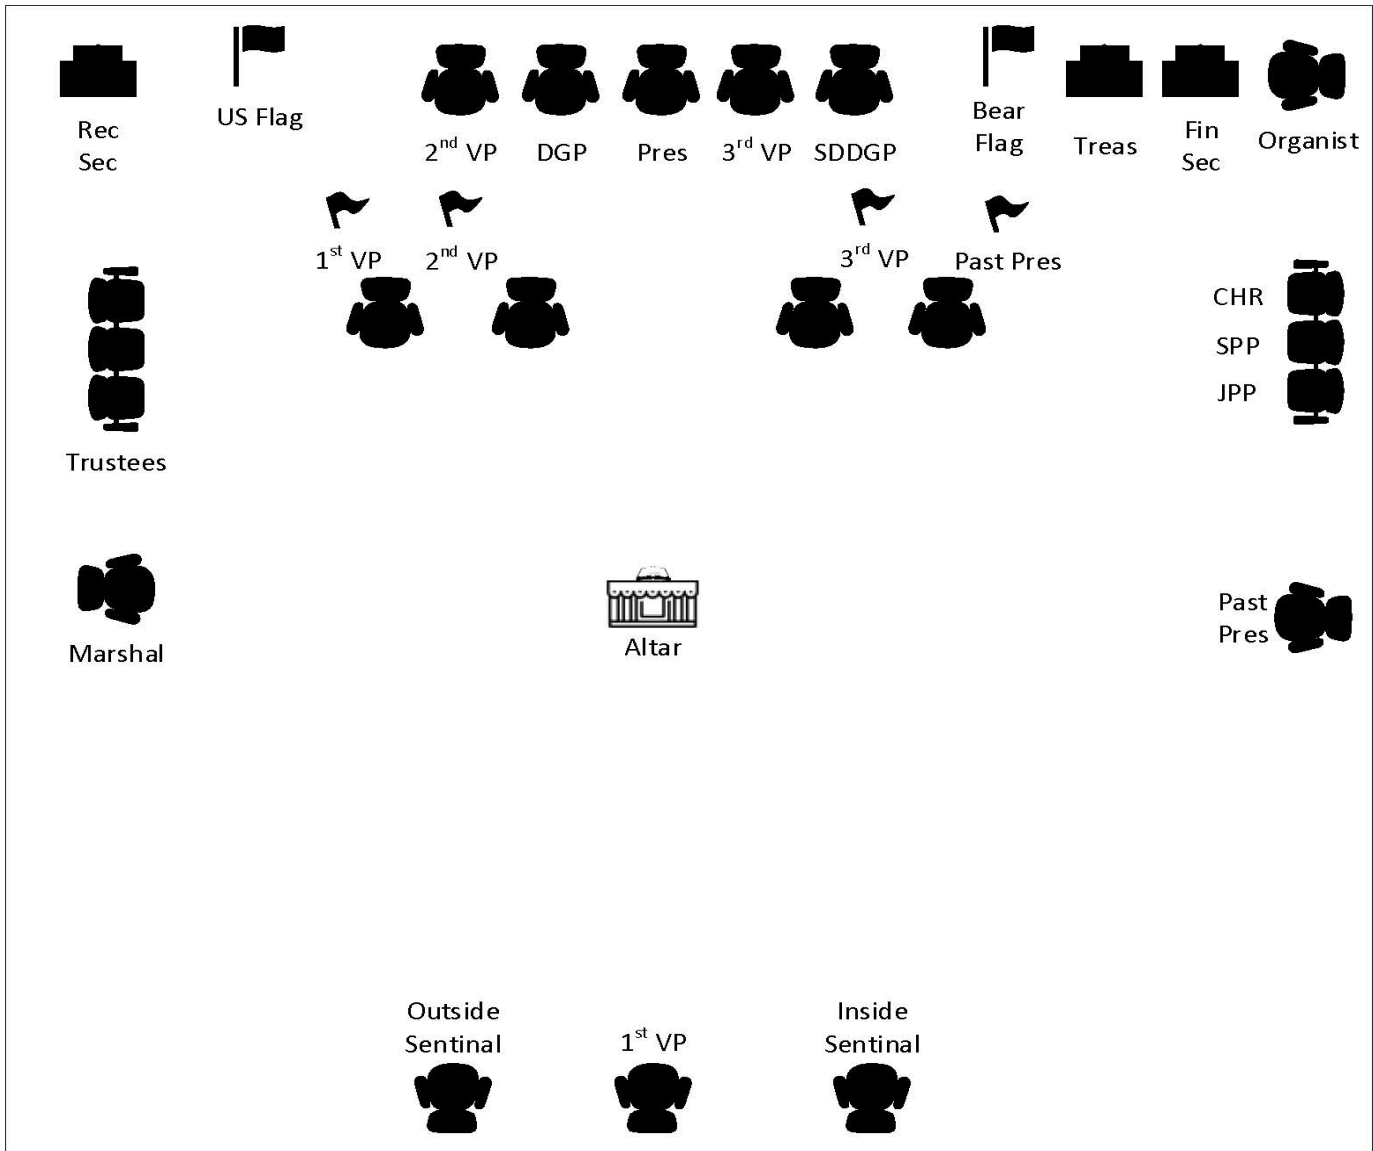 Rec
Sec
US Flag
2nd VP
DGP
Pres
3rd VP
SDDGP
Bear
Flag
Treas
Fin
Sec
Organist
1st VP
2nd VP
3rd VP
Past Pres
CHR
SPP
JPP
Trustees
Marshal
Altar
Past
Pres
Outside
Sentinal
1st VP
Inside
Sentinal